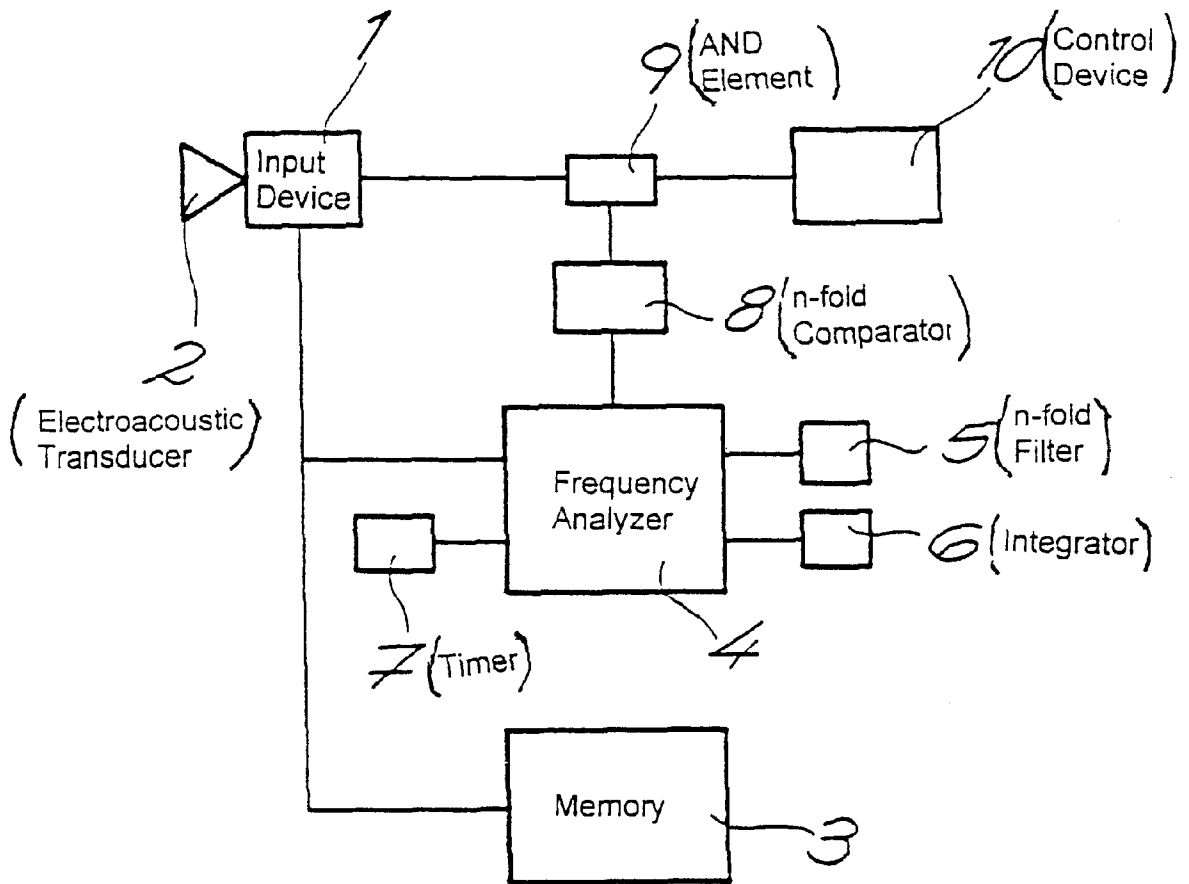 1
9 (AND
Element)
10 (Control
Device)
Input
Device
2
(Electroacoustic
Transducer)
8 (n-fold
Comparator)
5 (n-fold
Filter)
Frequency
Analyzer
6 (Integrator)
7 (Timer)
4
Memory
3